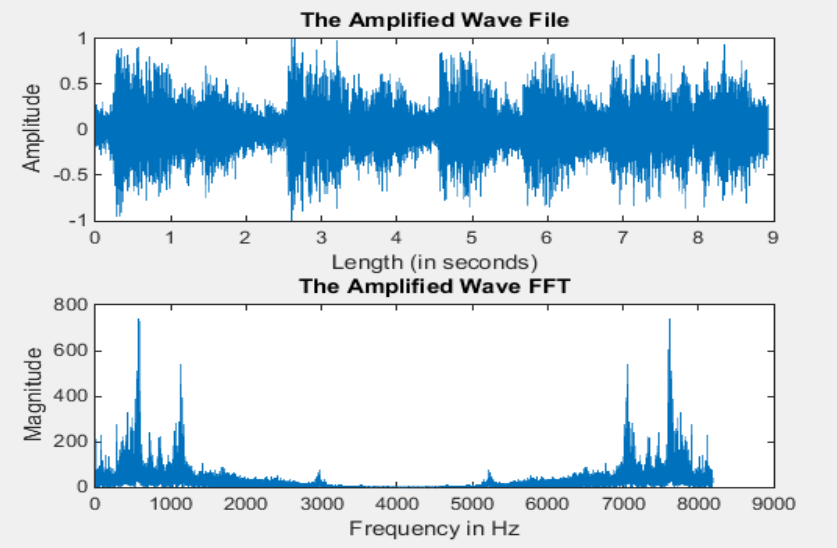 The Amplified Wave File
1
0.5
0
-0.5
-1
Amplitude
0 1 2 3 4 5 6 7 8 9
Length (in seconds)
The Amplified Wave FFT
800
600
400
200
0
Magnitude
0 1000 2000 3000 4000 5000 6000 7000 8000 9000
Frequency in Hz